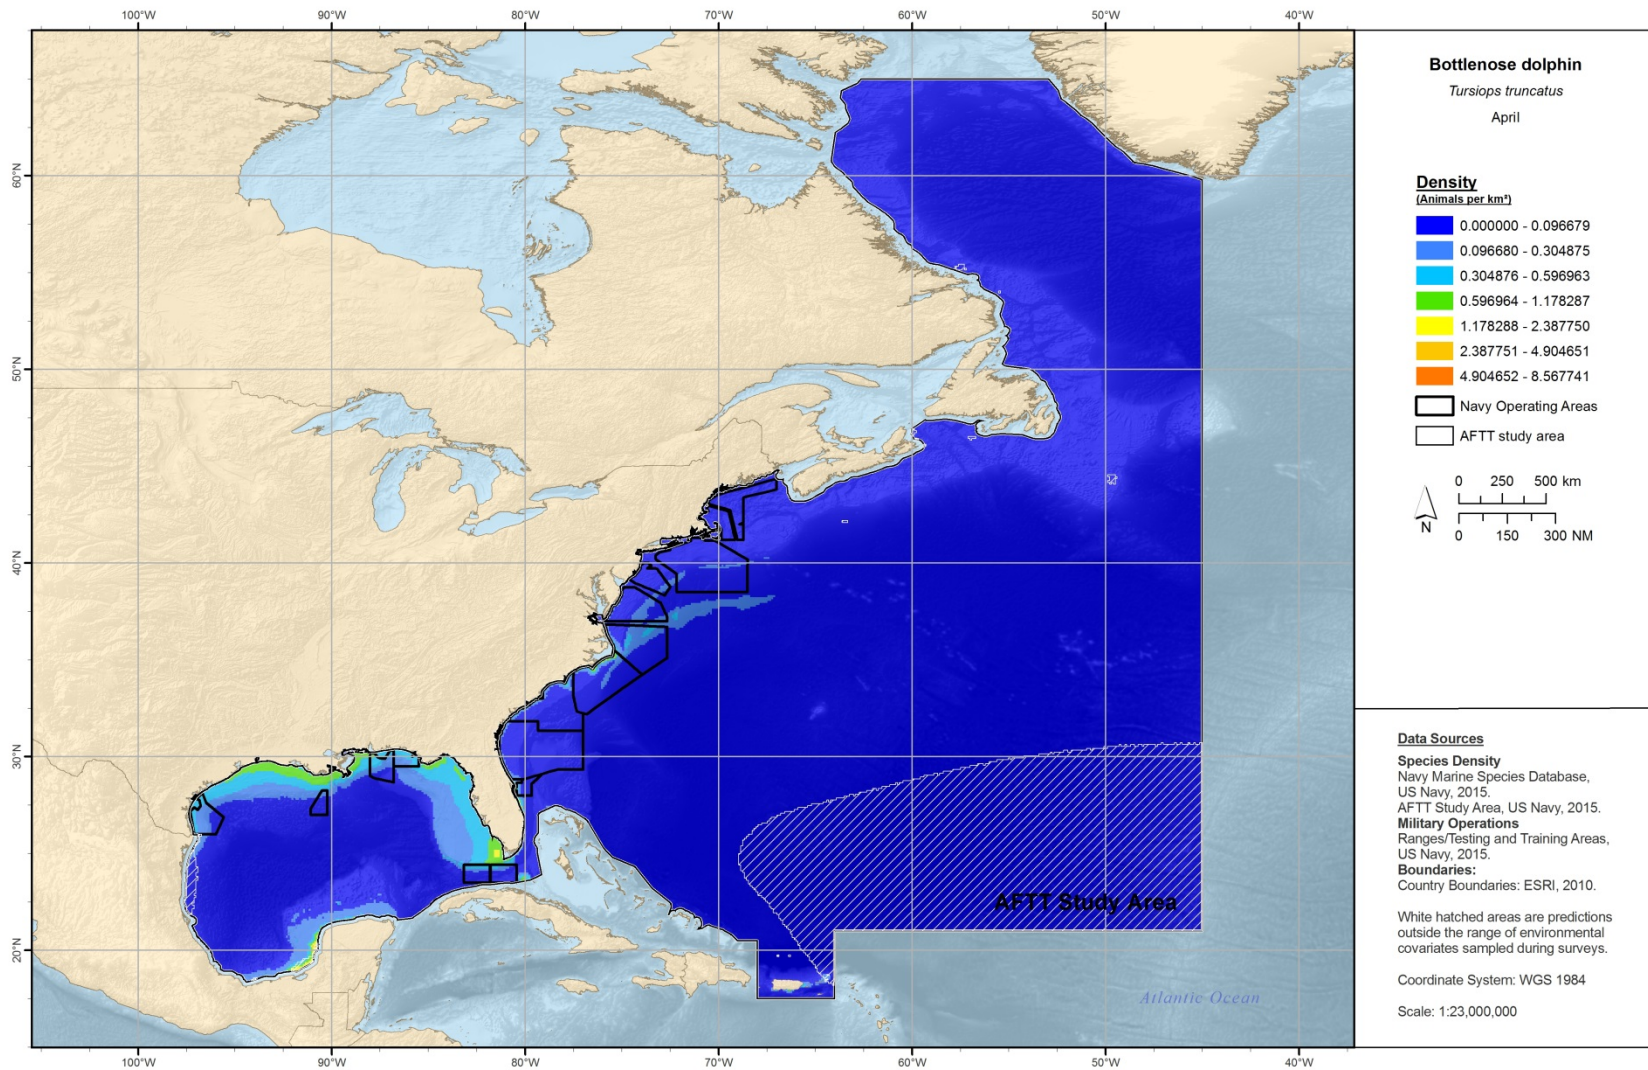 100°W 90°W 80°W 70°W 60°W 50°W 40°W
60°N
50°N
40°N
30°N
20°N
AFTT Study Area
Atlantic Ocean
100°W 90°W 80°W 70°W 60°W 50°W 40°W
Bottlenose dolphin
Tursiops truncatus
April
Density
(Animals per km²)
0.000000 - 0.096679
0.096680 - 0.304875
0.304876 - 0.596963
0.596964 - 1.178287
1.178288 - 2.387750
2.387751 - 4.904651
4.904652 - 8.567741
Navy Operating Areas
AFTT study area
0 250 500 km
N
0 150 300 NM
Data Sources
Species Density
Navy Marine Species Database,
US Navy, 2015.
AFTT Study Area, US Navy, 2015.
Military Operations
Ranges/Testing and Training Areas,
US Navy, 2015.
Boundaries:
Country Boundaries: ESRI, 2010.
White hatched areas are predictions
outside the range of environmental
covariates sampled during surveys.
Coordinate System: WGS 1984
Scale: 1:23,000,000